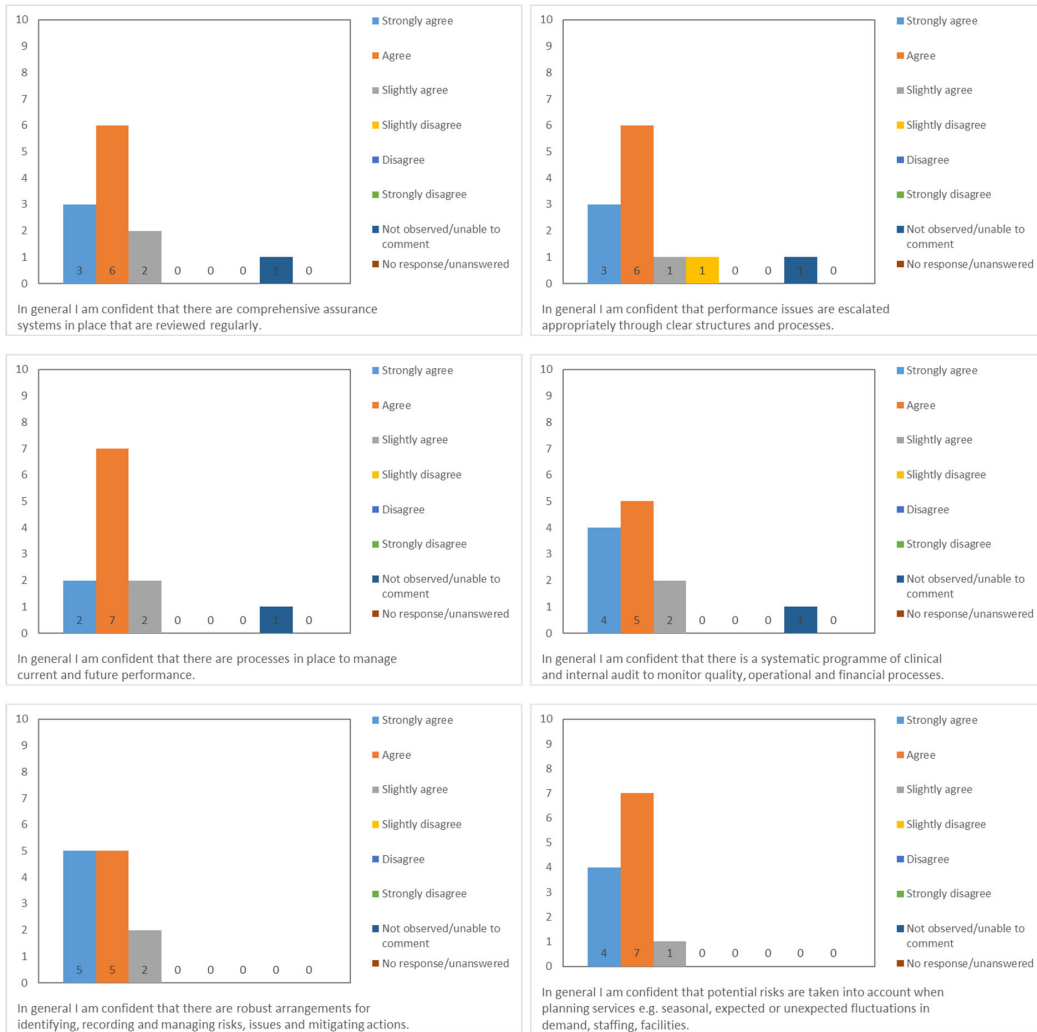 10
9
8
7
6
5
4
3
2
1
0
3 6 2 0 0 0 1 0
Strongly agree
Agree
Slightly agree
Slightly disagree
Disagree
Strongly disagree
Not observed/unable to
comment
No response/unanswered
In general I am confident that there are comprehensive assurance
systems in place that are reviewed regularly.
10
9
8
7
6
5
4
3
2
1
0
3 6 1 1 0 0 1 0
Strongly agree
Agree
Slightly agree
Slightly disagree
Disagree
Strongly disagree
Not observed/unable to
comment
No response/unanswered
In general I am confident that performance issues are escalated
appropriately through clear structures and processes.
10
9
8
7
6
5
4
3
2
1
0
2 7 2 0 0 0 1 0
Strongly agree
Agree
Slightly agree
Slightly disagree
Disagree
Strongly disagree
Not observed/unable to
comment
No response/unanswered
In general I am confident that there are processes in place to manage
current and future performance.
10
9
8
7
6
5
4
3
2
1
0
4 5 2 0 0 0 1 0
Strongly agree
Agree
Slightly agree
Slightly disagree
Disagree
Strongly disagree
Not observed/unable to
comment
No response/unanswered
In general I am confident that there is a systematic programme of clinical
and internal audit to monitor quality, operational and financial processes.
10
9
8
7
6
5
4
3
2
1
0
5 5 2 0 0 0 0 0
Strongly agree
Agree
Slightly agree
Slightly disagree
Disagree
Strongly disagree
Not observed/unable to
comment
No response/unanswered
In general I am confident that there are robust arrangements for
identifying, recording and managing risks, issues and mitigating actions.
10
9
8
7
6
5
4
3
2
1
0
4 7 1 0 0 0 0 0
Strongly agree
Agree
Slightly agree
Slightly disagree
Disagree
Strongly disagree
Not observed/unable to
comment
No response/unanswered
In general I am confident that potential risks are taken into account when
planning services e.g. seasonal, expected or unexpected fluctuations in
demand, staffing, facilities.